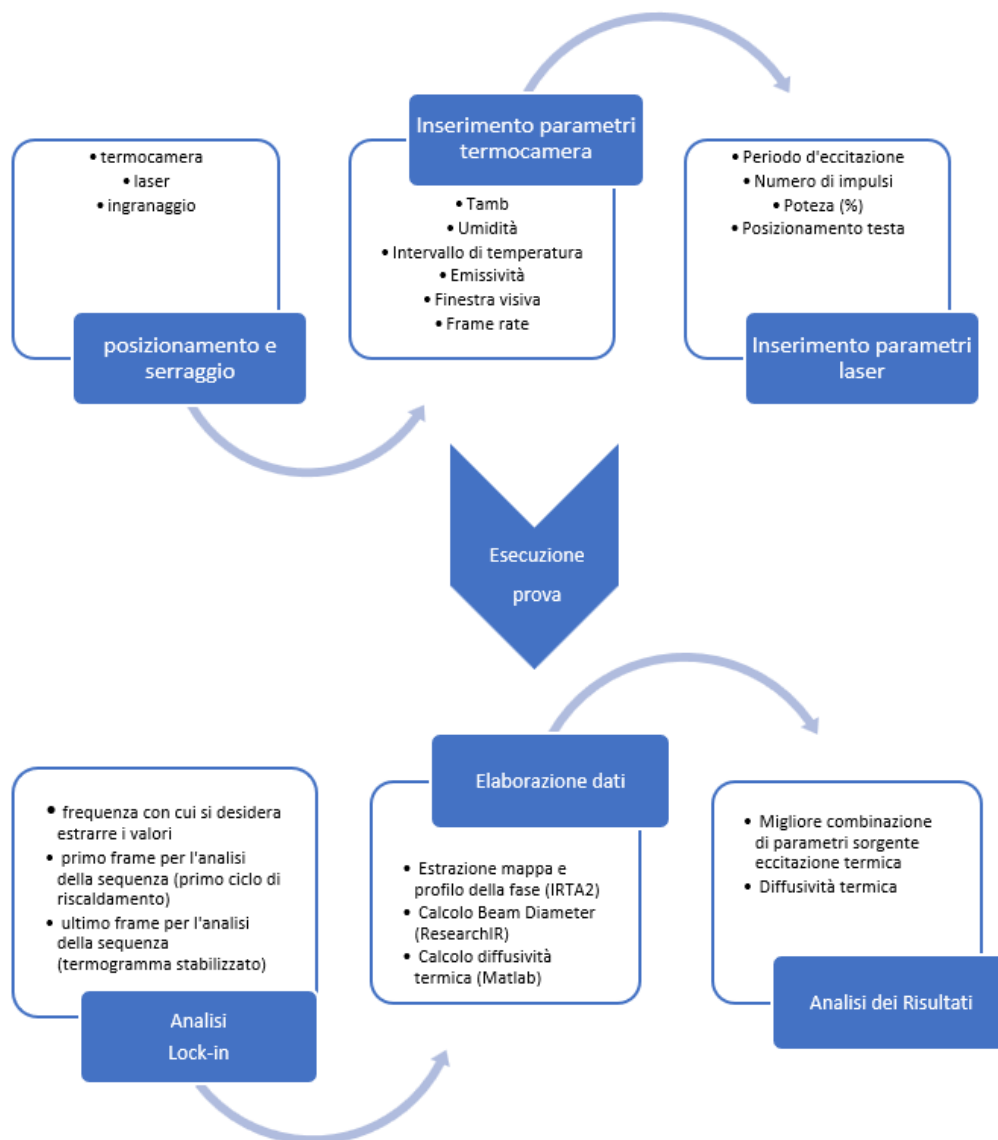 • termocamera
• laser
• ingranaggio
posizionamento e
serraggio
Inserimento parametri
termocamera
• Tamb
• Umidità
• Intervallo di temperatura
• Emissività
• Finestra visiva
• Frame rate
• Periodo d'eccitazione
• Numero di impulsi
• Poteza (%)
• Posizionamento testa
Inserimento parametri
laser
Esecuzione
prova
• frequenza con cui si desidera
estrarre i valori
• primo frame per l'analisi
della sequenza (primo ciclo di
riscaldamento)
• ultimo frame per l'analisi
della sequenza
(termogramma stabilizzato)
Analisi
Lock-in
Elaborazione dati
• Estrazione mappa e
profilo della fase (IRTA2)
• Calcolo Beam Diameter
(ResearchIR)
• Calcolo diffusività
termica (Matlab)
• Migliore combinazione
di parametri sorgente
eccitazione termica
• Diffusività termica
Analisi dei Risultati